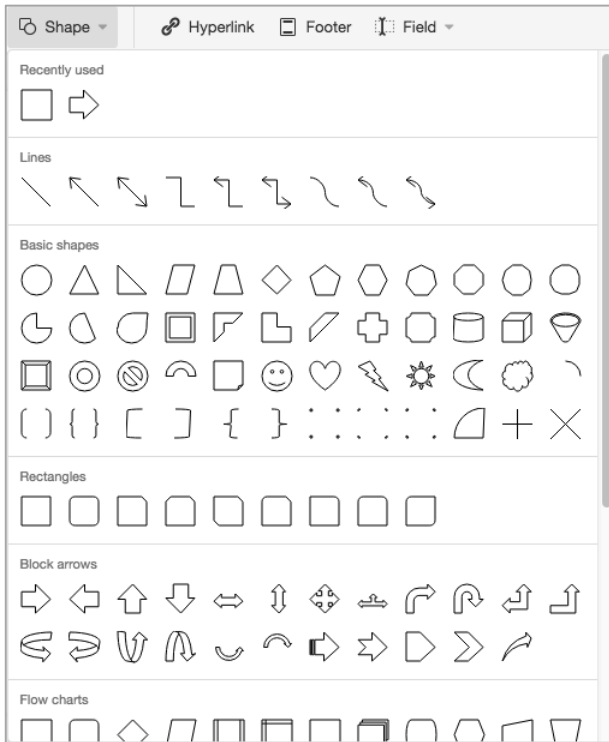 Shape Hyperlink Footer Field
Recently used
Lines
Basic shapes
Rectangles
Block arrows
Flow charts